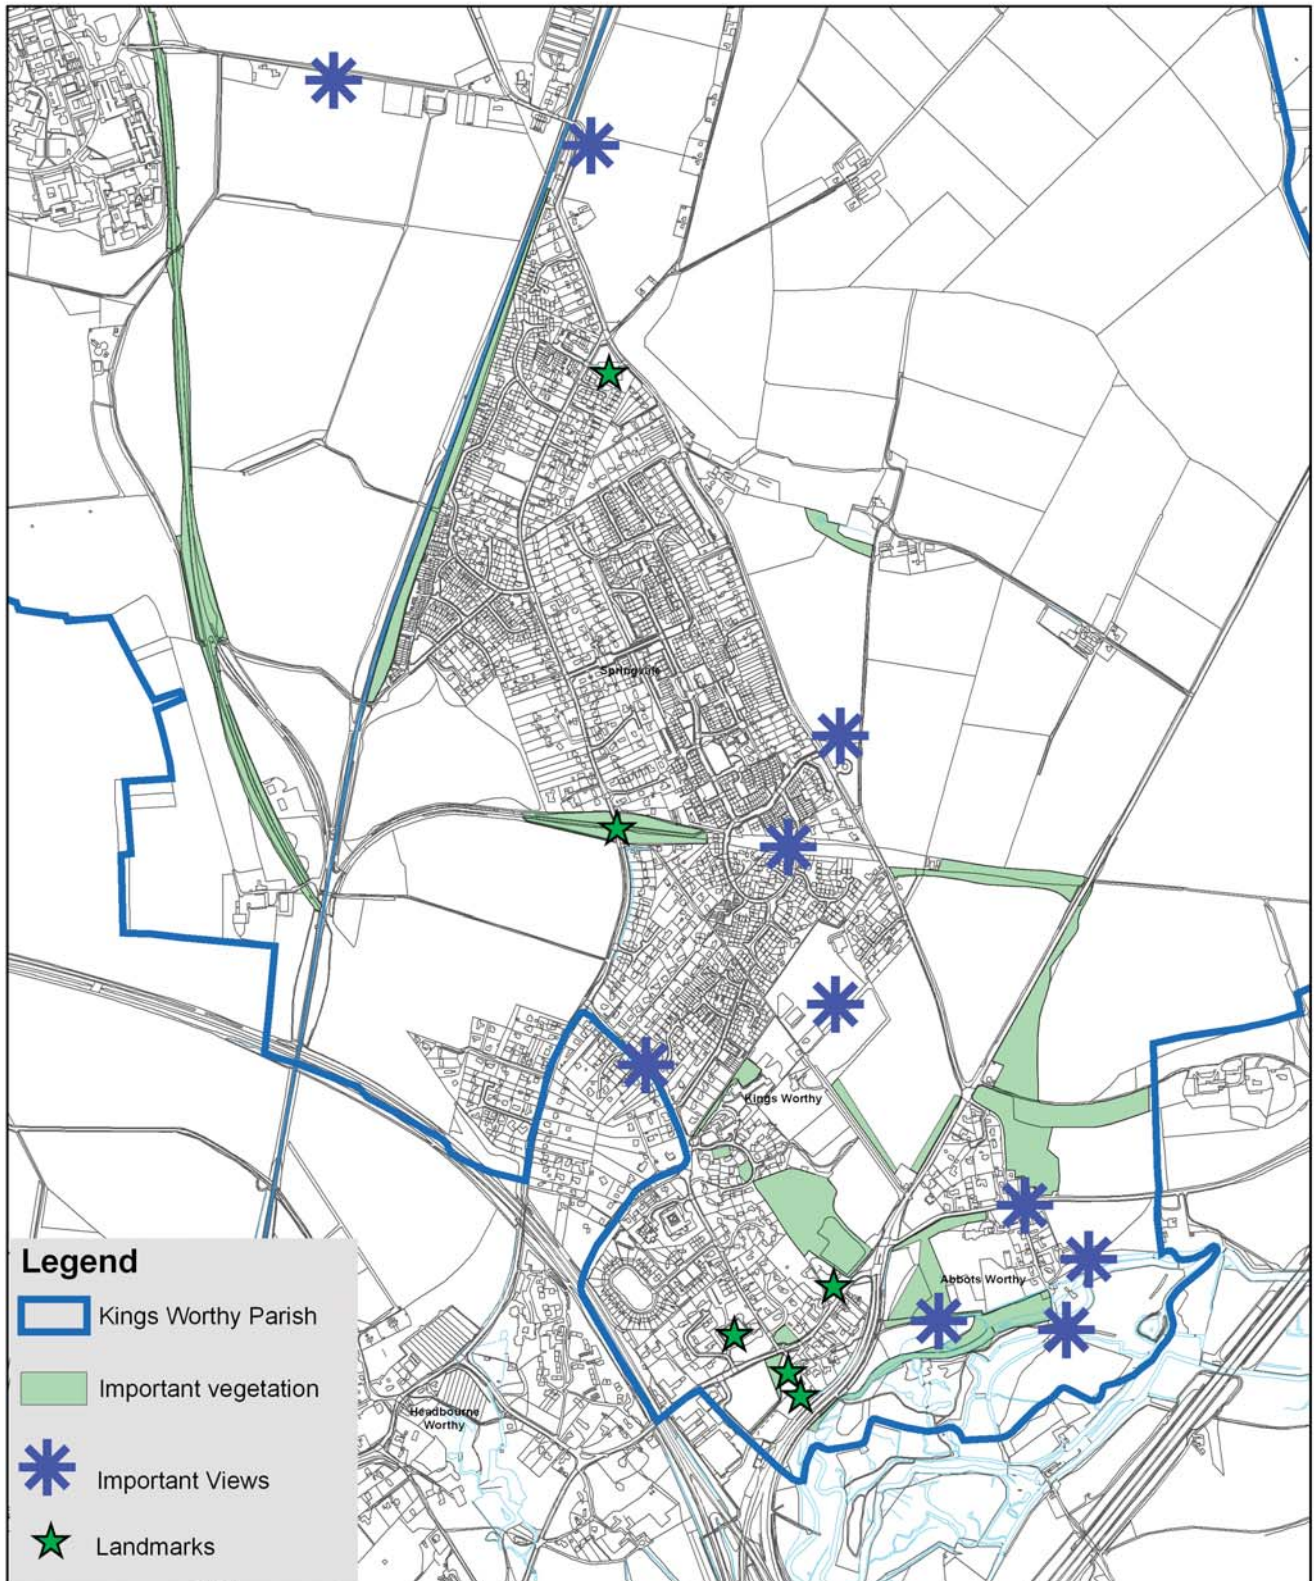 Springvale
Kings Worthy
Abbots Worthy
Headbourne
Worthy
Legend
Kings Worthy Parish
Important vegetation
Important Views
Landmarks